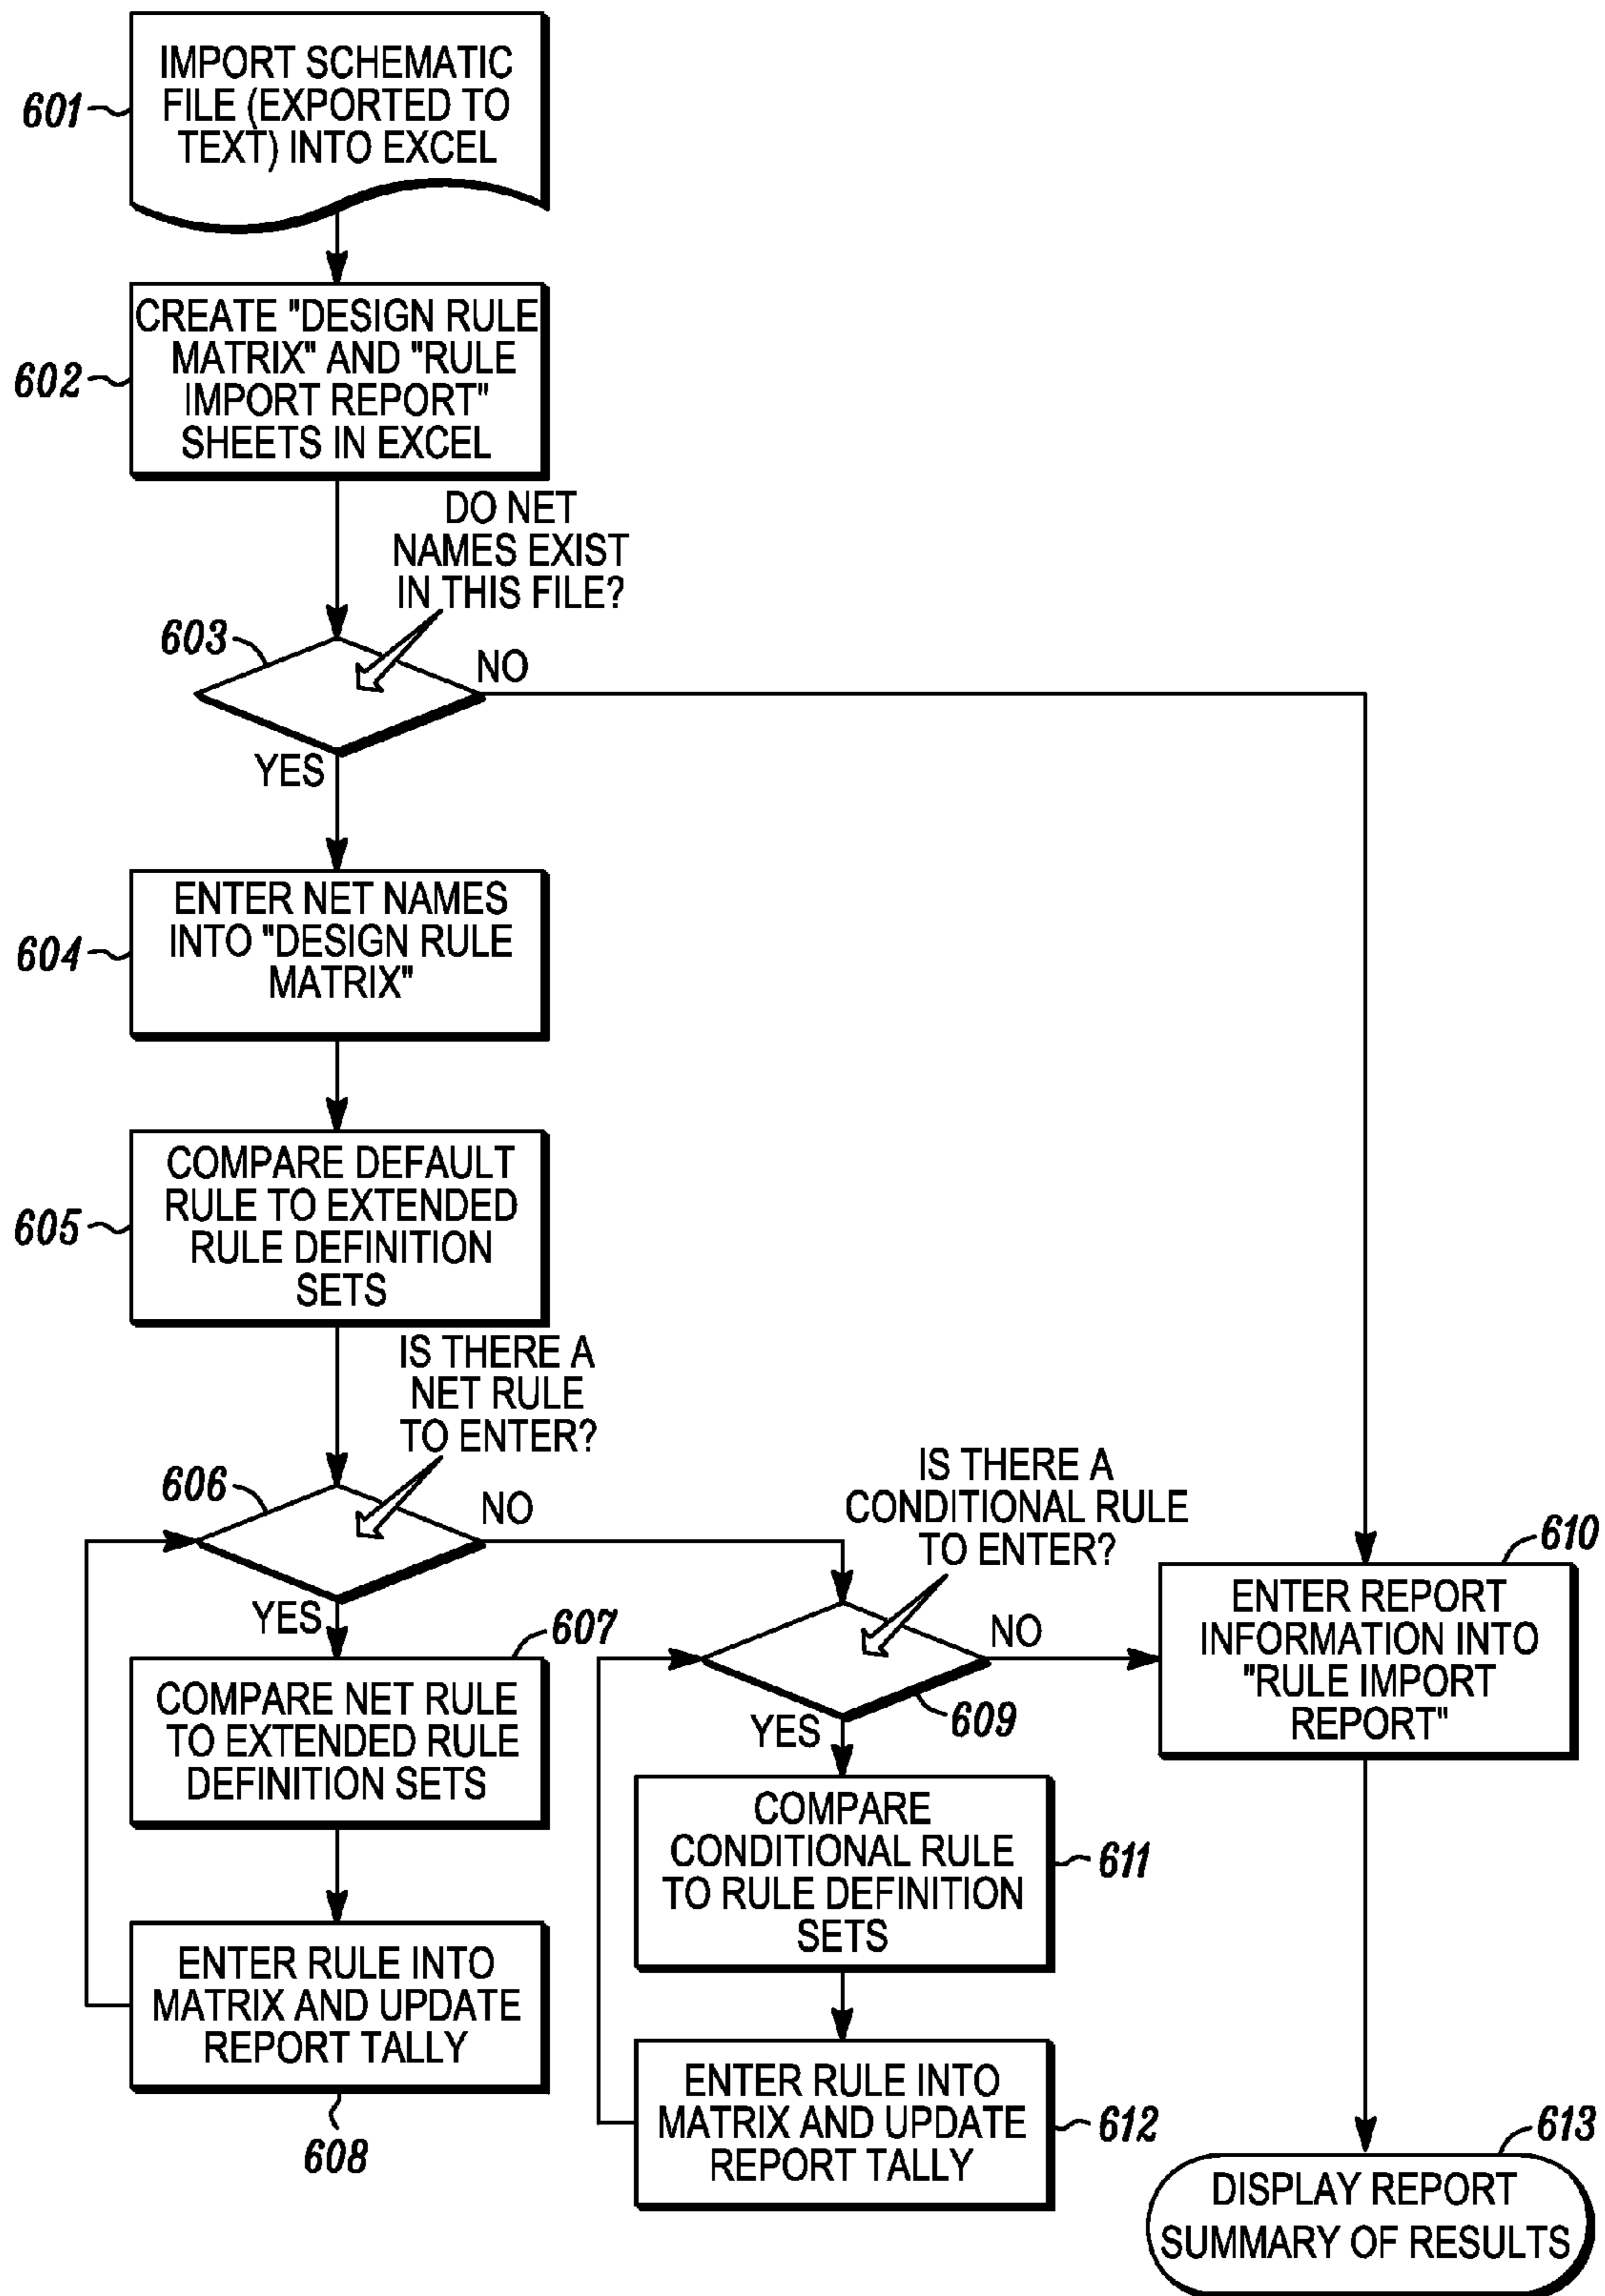 IMPORT SCHEMATIC
FILE (EXPORTED TO
TEXT) INTO EXCEL
601
CREATE "DESIGN RULE
MATRIX" AND "RULE
IMPORT REPORT"
SHEETS IN EXCEL
602
DO NET
NAMES EXIST
IN THIS FILE?
603
NO
YES
ENTER NET NAMES
INTO "DESIGN RULE
MATRIX"
604
COMPARE DEFAULT
RULE TO EXTENDED
RULE DEFINITION
SETS
605
IS THERE A
NET RULE
TO ENTER?
606
NO
YES
607
COMPARE NET RULE
TO EXTENDED RULE
DEFINITION SETS
ENTER RULE INTO
MATRIX AND UPDATE
REPORT TALLY
608
IS THERE A
CONDITIONAL RULE
TO ENTER?
NO
609
YES
COMPARE
CONDITIONAL RULE
TO RULE DEFINITION
SETS
611
ENTER RULE INTO
MATRIX AND UPDATE
REPORT TALLY
612
610
ENTER REPORT
INFORMATION INTO
"RULE IMPORT
REPORT"
613
DISPLAY REPORT
SUMMARY OF RESULTS